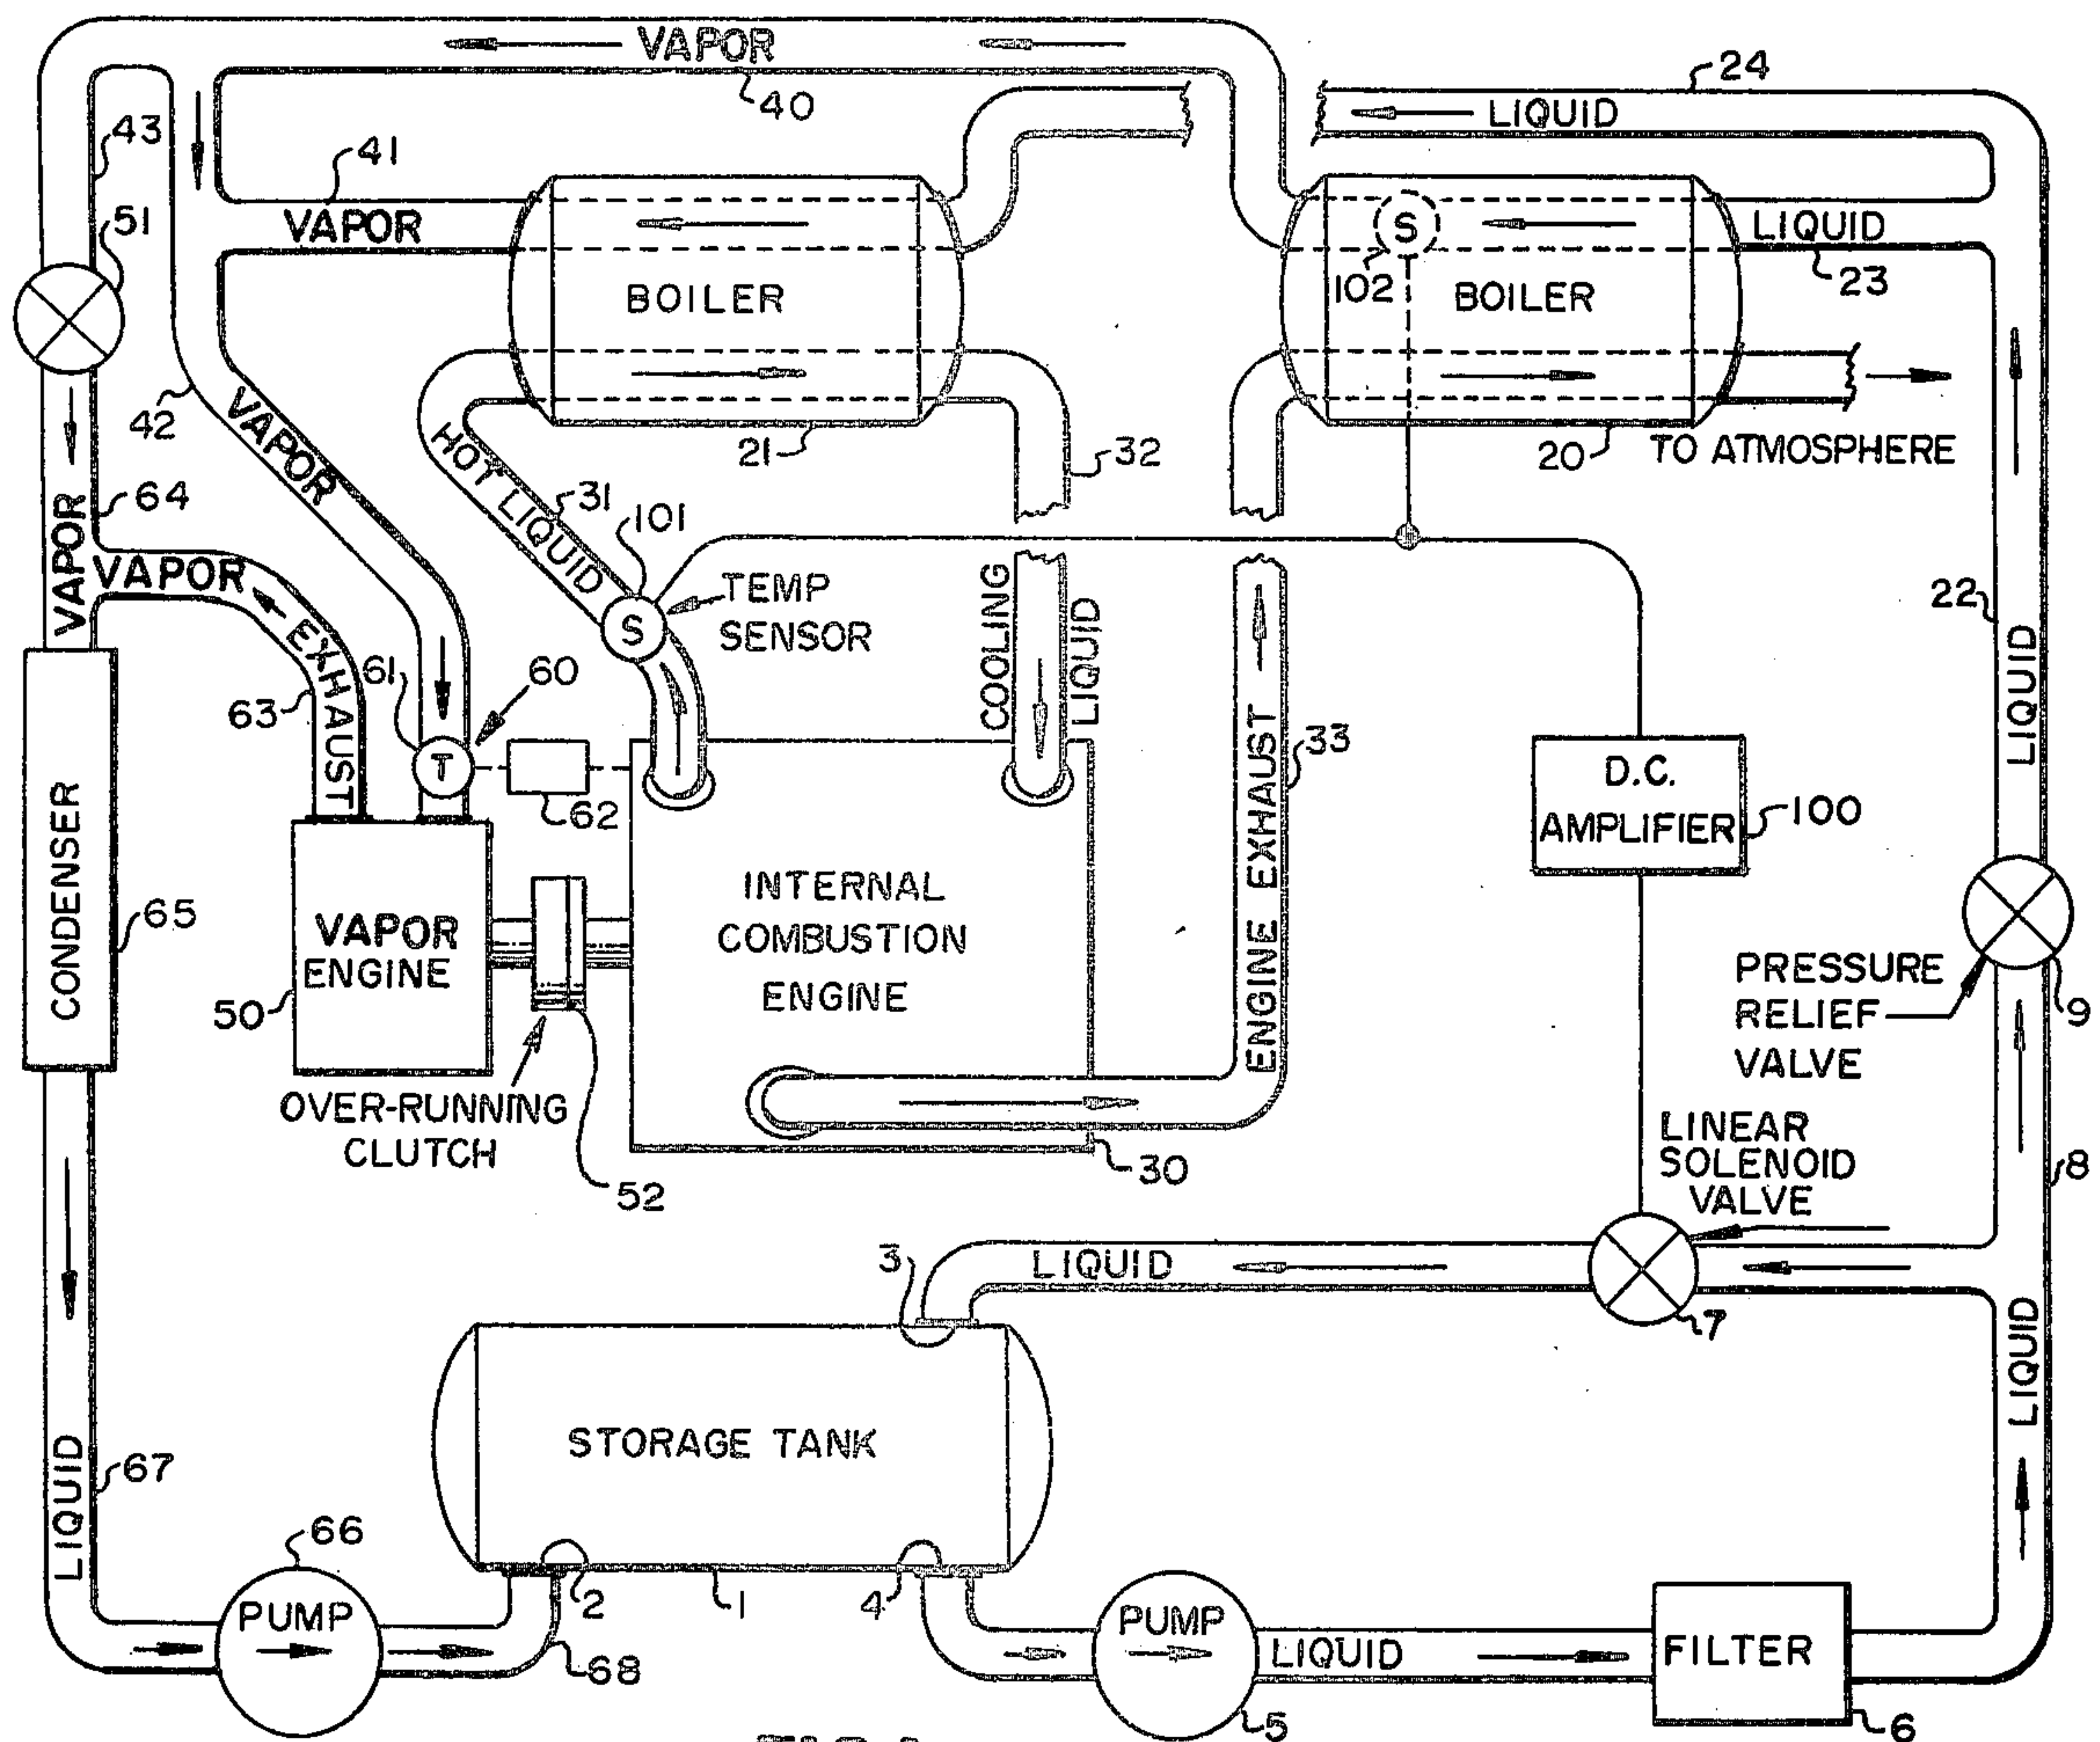 VAPOR
40
24
LIQUID
43
41
VAPOR
51
S
LIQUID
102
23
BOILER
BOILER
42
VAPOR
21
32
20
TO ATMOSPHERE
HOT LIQUID
31
101
64
VAPOR
VAPOR
EXHAUST
S
TEMP
SENSOR
COOLING
LIQUID
22
LIQUID
61
60
63
T
62
33
ENGINE EXHAUST
D.C.
AMPLIFIER
100
CONDENSER
65
VAPOR
ENGINE
50
INTERNAL
COMBUSTION
ENGINE
PRESSURE
RELIEF
VALVE
9
OVER-RUNNING
CLUTCH
52
30
LINEAR
SOLENOID
VALVE
8
3
LIQUID
7
LIQUID
STORAGE TANK
LIQUID
67
66
PUMP
2
1
4
68
PUMP
5
LIQUID
FILTER
6